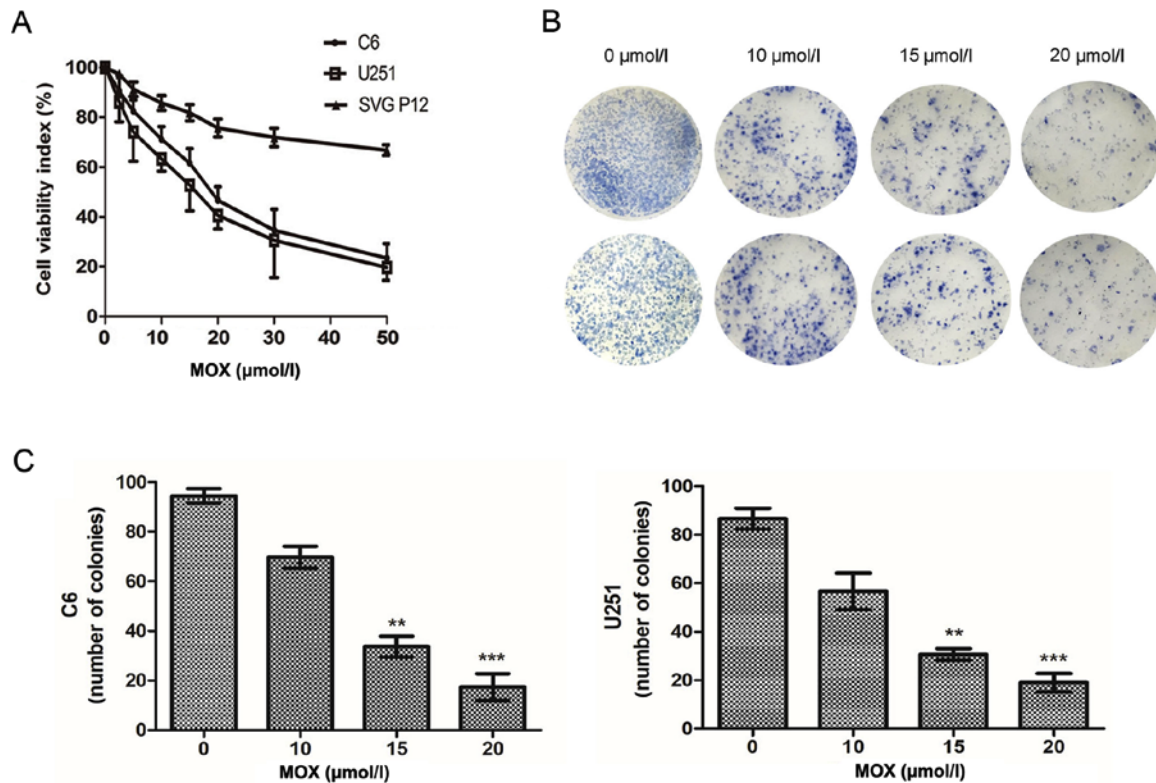 A
C6
U251
SVG P12
Cell viability index (%)
100
80
60
40
20
0
0 10 20 30 40 50
MOX (µmol/l)
B
0 µmol/l 10 µmol/l 15 µmol/l 20 µmol/l
C
C6
(number of colonies)
100
80
60
40
20
0
**
***
0 10 15 20
MOX (µmol/l)
U251
(number of colonies)
100
80
60
40
20
0
**
***
0 10 15 20
MOX (µmol/l)